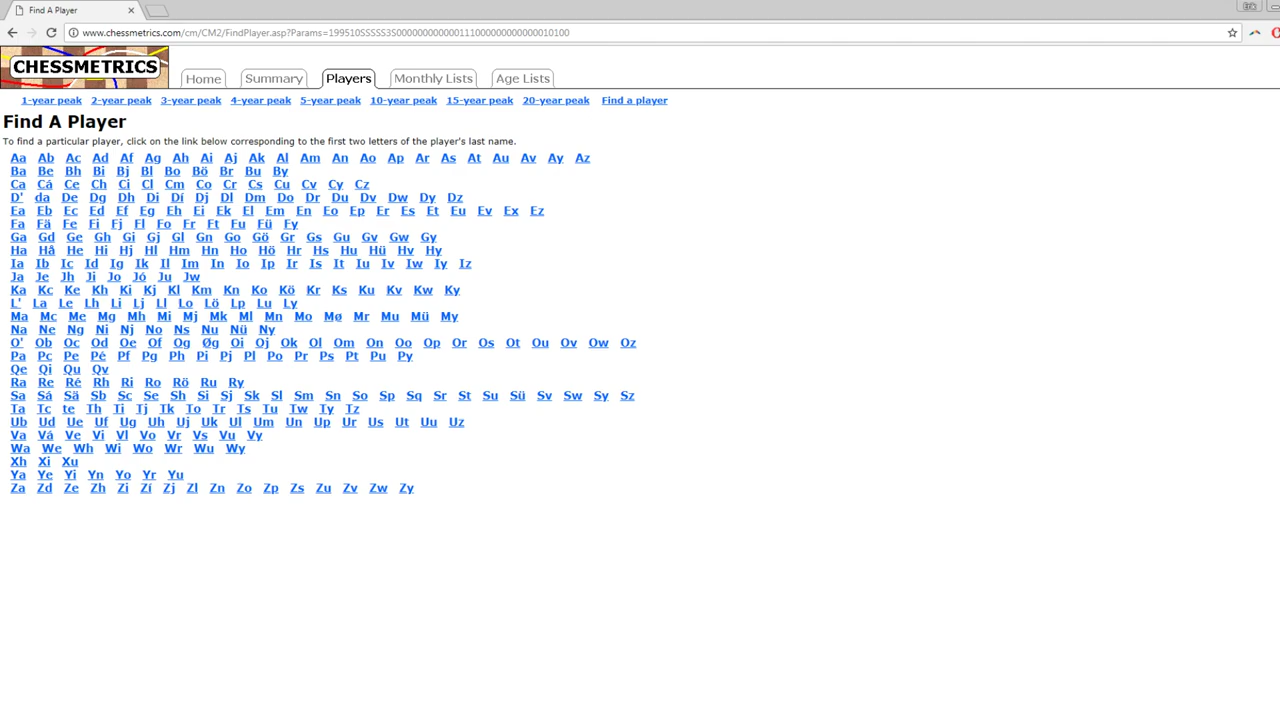 Find A Player
www.chessmetrics.com/cm/CM2/FindPlayer.asp?Params=199510SSSSS3S000000000000111000000000000010100
CHESSMETRICS
Home Summary Players Monthly Lists Age Lists
1-year peak 2-year peak 3-year peak 4-year peak 5-year peak 10-year peak 15-year peak 20-year peak Find a player
Find A Player
To find a particular player, click on the link below corresponding to the first two letters of the player's last name.
Aa Ab Ac Ad Af Ag Ah Ai Aj Ak Al Am An Ao Ap Ar As At Au Av Ay Az
Ba Be Bh Bi Bj Bl Bo Bö Br Bu By
Ca Cá Ce Ch Ci Cl Cm Co Cr Cs Cu Cv Cy Cz
D' da De Dg Dh Di Dí Dj Dl Dm Do Dr Du Dv Dw Dy Dz
Ea Eb Ec Ed Ef Eg Eh Ei Ek El Em En Eo Ep Er Es Et Eu Ev Ex Ez
Fa Fä Fe Fi Fj Fl Fo Fr Ft Fu Fü Fy
Ga Gd Ge Gh Gi Gj Gl Gn Go Gö Gr Gs Gu Gv Gw Gy
Ha Hå He Hi Hj Hl Hm Hn Ho Hö Hr Hs Hu Hü Hv Hy
Ia Ib Ic Id Ig Ik Il Im In Io Ip Ir Is It Iu Iv Iw Iy Iz
Ja Je Jh Ji Jo Jó Ju Jw
Ka Kc Ke Kh Ki Kj Kl Km Kn Ko Kö Kr Ks Ku Kv Kw Ky
L' La Le Lh Li Lj Ll Lo Lö Lp Lu Ly
Ma Mc Me Mg Mh Mi Mj Mk Ml Mn Mo Mø Mr Mu Mü My
Na Ne Ng Ni Nj No Ns Nu Nü Ny
O' Ob Oc Od Oe Of Og Øg Oi Oj Ok Ol Om On Oo Op Or Os Ot Ou Ov Ow Oz
Pa Pc Pe Pé Pf Pg Ph Pi Pj Pl Po Pr Ps Pt Pu Py
Qe Qi Qu Qv
Ra Re Ré Rh Ri Ro Rö Ru Ry
Sa Sá Sä Sb Sc Se Sh Si Sj Sk Sl Sm Sn So Sp Sq Sr St Su Sü Sv Sw Sy Sz
Ta Tc te Th Ti Tj Tk To Tr Ts Tu Tw Ty Tz
Ub Ud Ue Uf Ug Uh Uj Uk Ul Um Un Up Ur Us Ut Uu Uz
Va Vá Ve Vi Vl Vo Vr Vs Vu Vy
Wa We Wh Wi Wo Wr Wu Wy
Xh Xi Xu
Ya Ye Yi Yn Yo Yr Yu
Za Zd Ze Zh Zi Zí Zj Zl Zn Zo Zp Zs Zu Zv Zw Zy